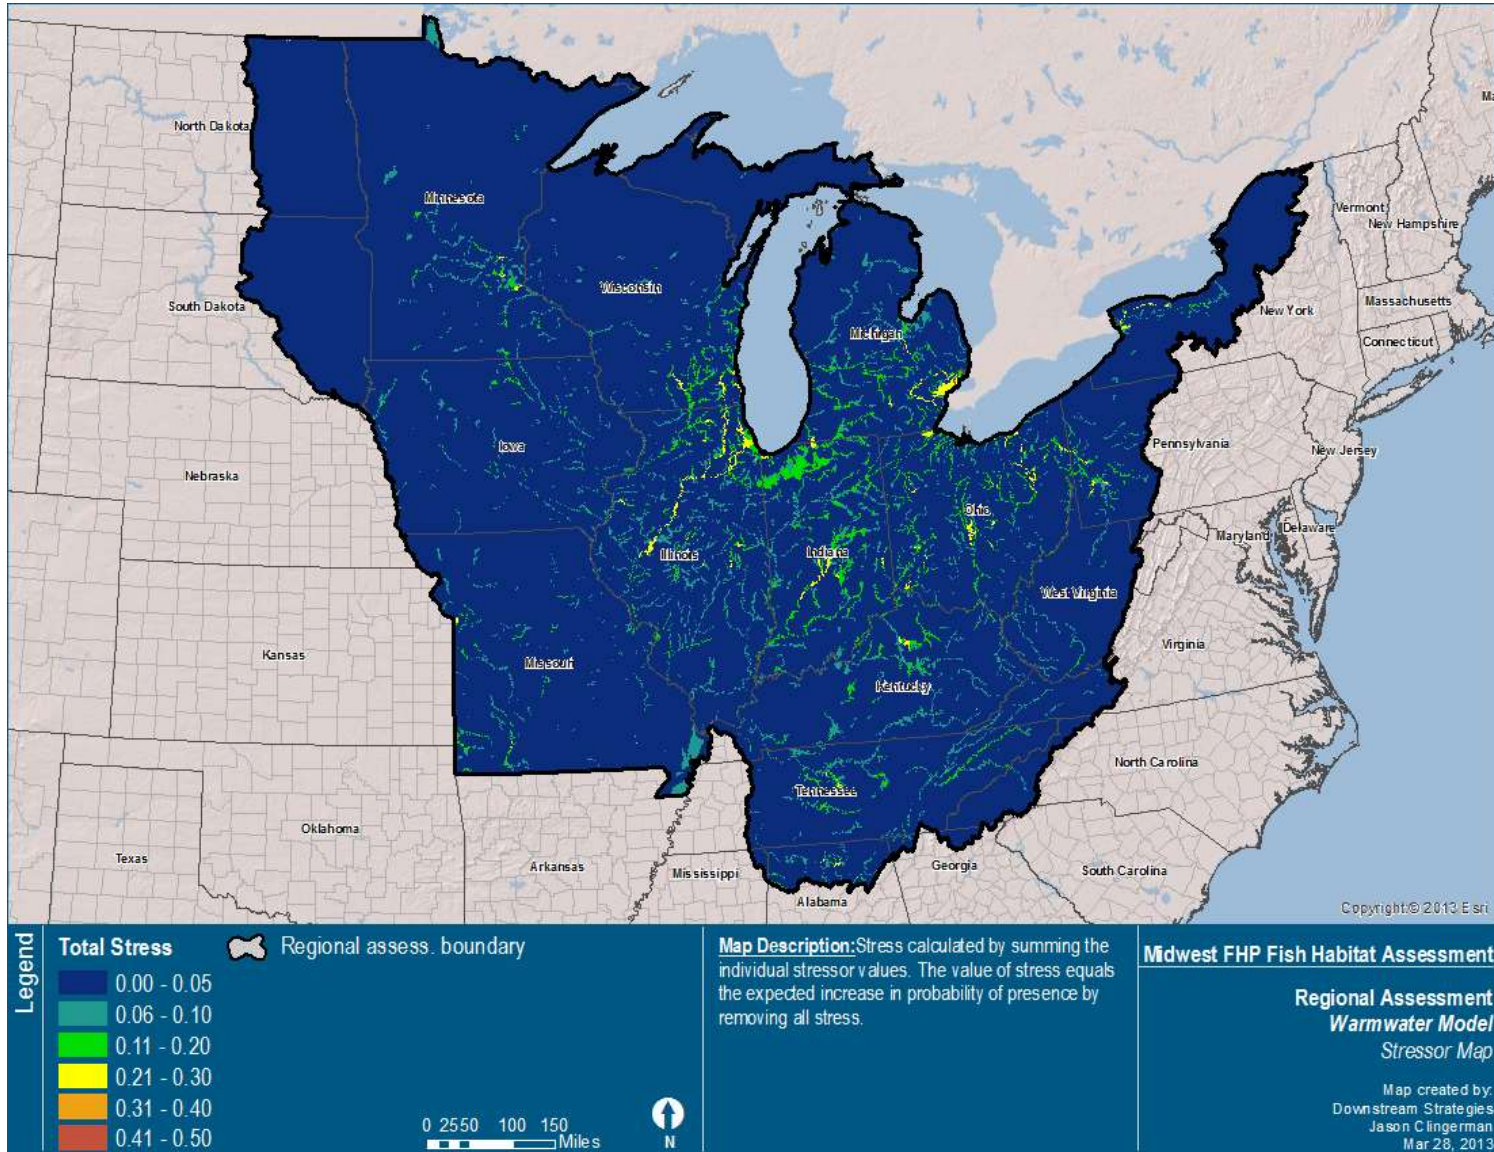 North Dakota
Minnesota
Ma
Vermont
New Hampshire
Wisconsin
South Dakota
Michigan
New York
Massachusetts
Connecticut
Iowa
Nebraska
Pennsylvania
New Jersey
Ohio
Illinois
Indiana
Maryland
Delaware
West Virginia
Kansas
Missouri
Kentucky
Virginia
Tennessee
North Carolina
Oklahoma
Texas
Arkansas
Mississippi
Alabama
Georgia
South Carolina
Copyright:© 2013 Esri
Legend
Total Stress
Regional assess. boundary
0.00 - 0.05
0.06 - 0.10
0.11 - 0.20
0.21 - 0.30
0.31 - 0.40
0.41 - 0.50
0 25 50 100 150
Miles
N
Map Description:Stress calculated by summing the
individual stressor values. The value of stress equals
the expected increase in probability of presence by
removing all stress.
Midwest FHP Fish Habitat Assessment
Regional Assessment
Warmwater Model
Stressor Map
Map created by:
Downstream Strategies
Jason Clingerman
Mar 28, 2013